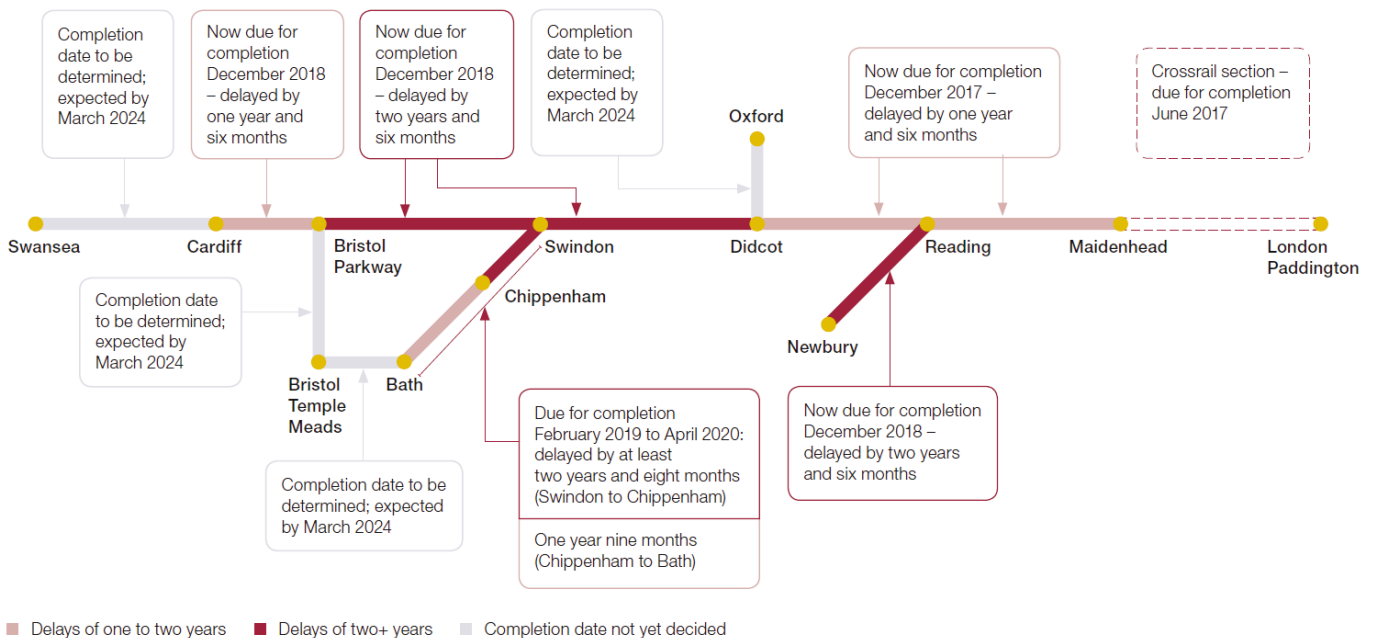 Completion
date to be
determined;
expected by
March 2024
Now due for
completion
December 2018
– delayed by
one year and
six months
Now due for
completion
December 2018
– delayed by
two years and
six months
Completion
date to be
determined;
expected by
March 2024
Now due for completion
December 2017 –
delayed by one year
and six months
Crossrail section –
due for completion
June 2017
Oxford
Swansea
Cardiff
Bristol
Parkway
Swindon
Didcot
Reading
Maidenhead
London
Paddington
Completion date
to be determined;
expected by
March 2024
Chippenham
Newbury
Bristol
Temple
Meads
Bath
Due for completion
February 2019 to April 2020:
delayed by at least
two years and eight months
(Swindon to Chippenham)
One year nine months
(Chippenham to Bath)
Now due for completion
December 2018 –
delayed by two years
and six months
Completion date to be
determined; expected
by March 2024
Delays of one to two years
Delays of two+ years
Completion date not yet decided